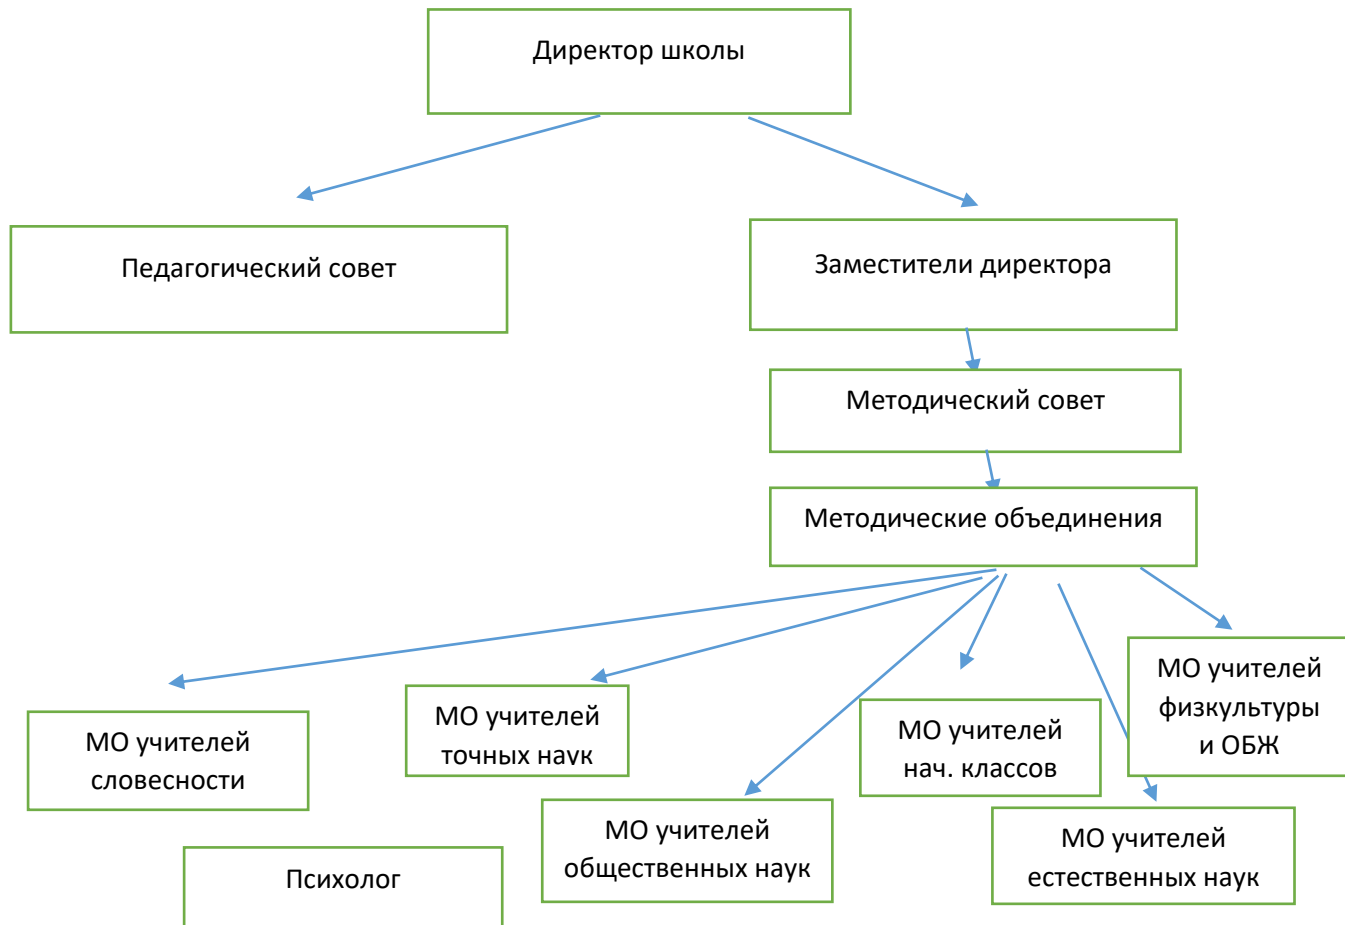 Директор школы
Педагогический совет
Заместители директора
Методический совет
Методические объединения
МО учителей
словесности
МО учителей
точных наук
МО учителей
общественных наук
МО учителей
нач. классов
МО учителей
естественных наук
МО учителей
физкультуры
и ОБЖ
Психолог